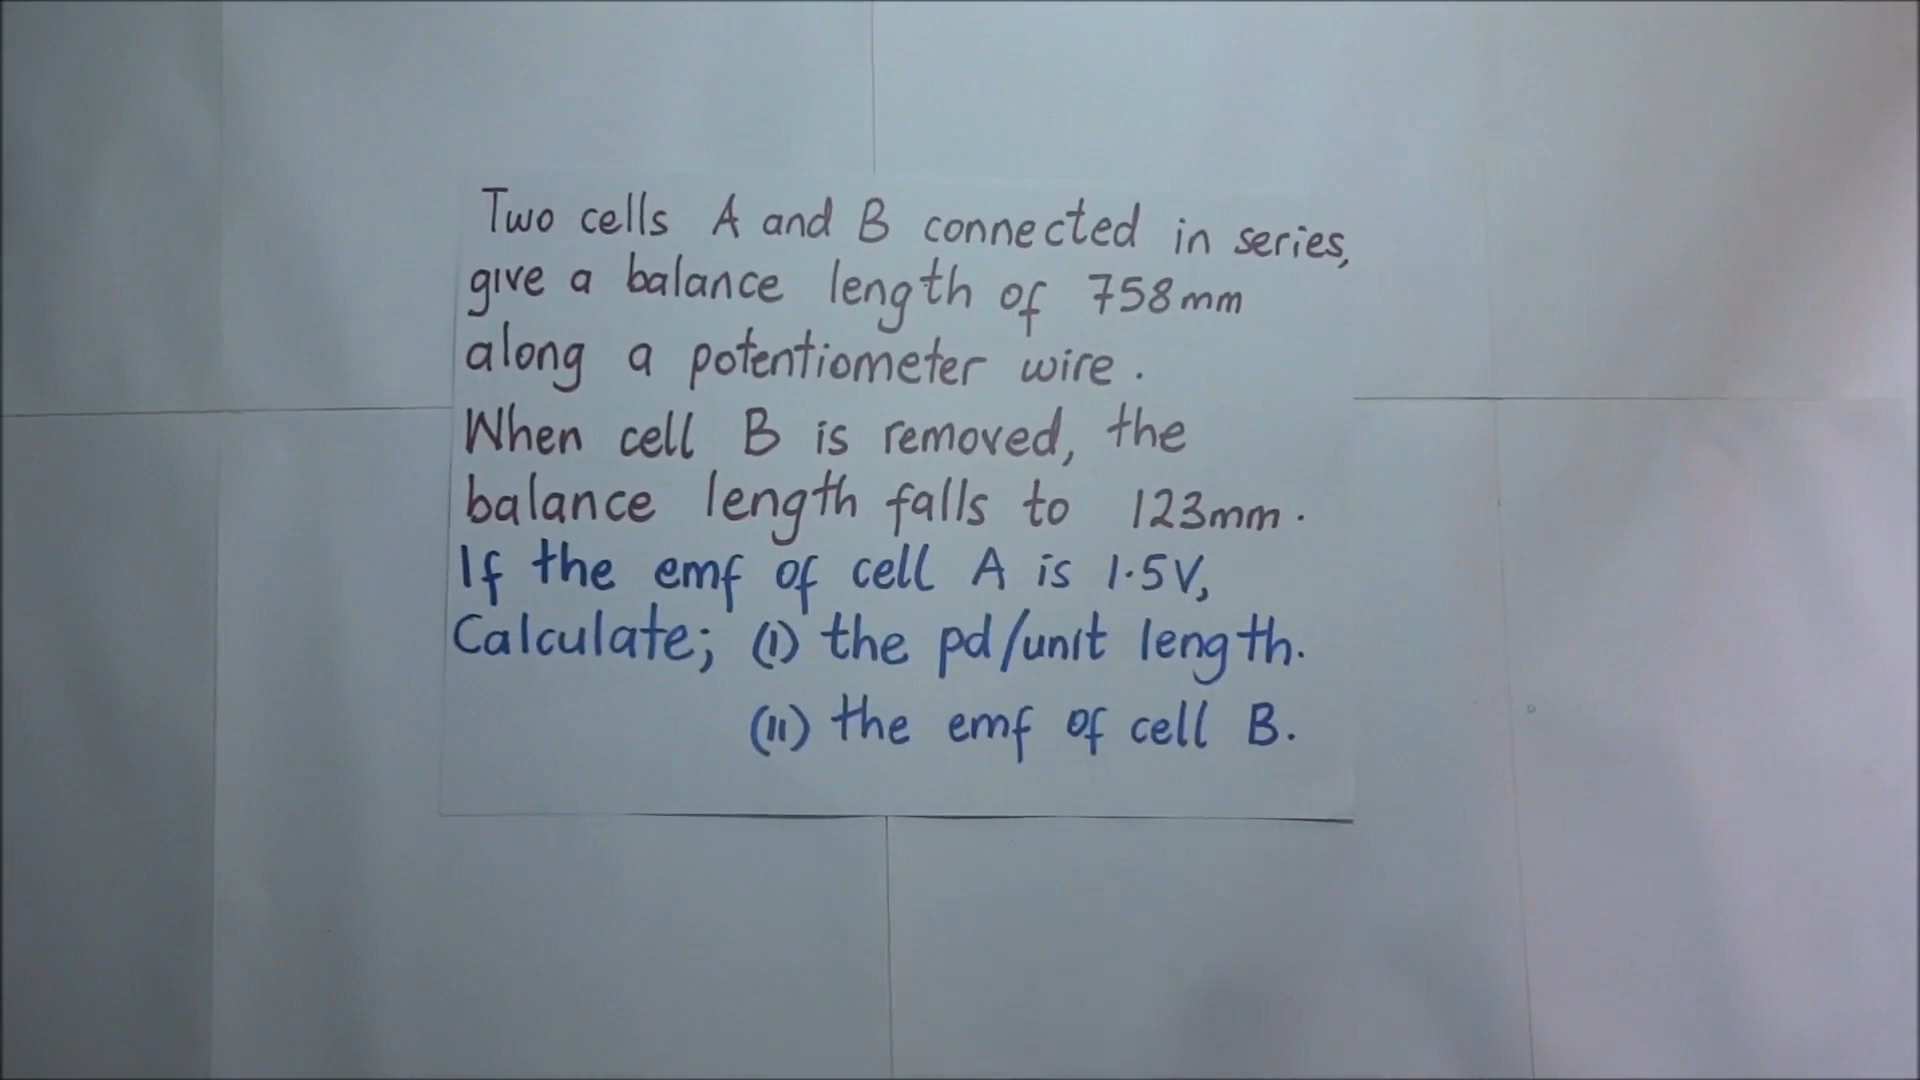 Two cells A and B connected in series,
give a balance length of 758mm
along a potentiometer wire.
When cell B is removed, the
balance length falls to 123mm.
If the emf of cell A is 1.5V,
Calculate; (i) the pd/unit length.
(ii) the emf of cell B.